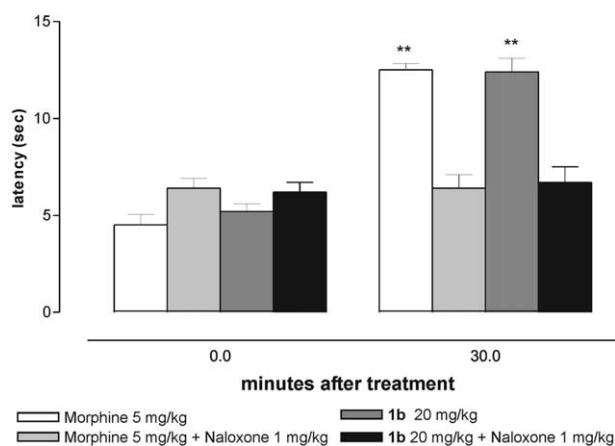 15
** **
10
latency (sec)
5
0
0.0 30.0
minutes after treatment
Morphine 5 mg/kg 1b 20 mg/kg
Morphine 5 mg/kg + Naloxone 1 mg/kg 1b 20 mg/kg + Naloxone 1 mg/kg